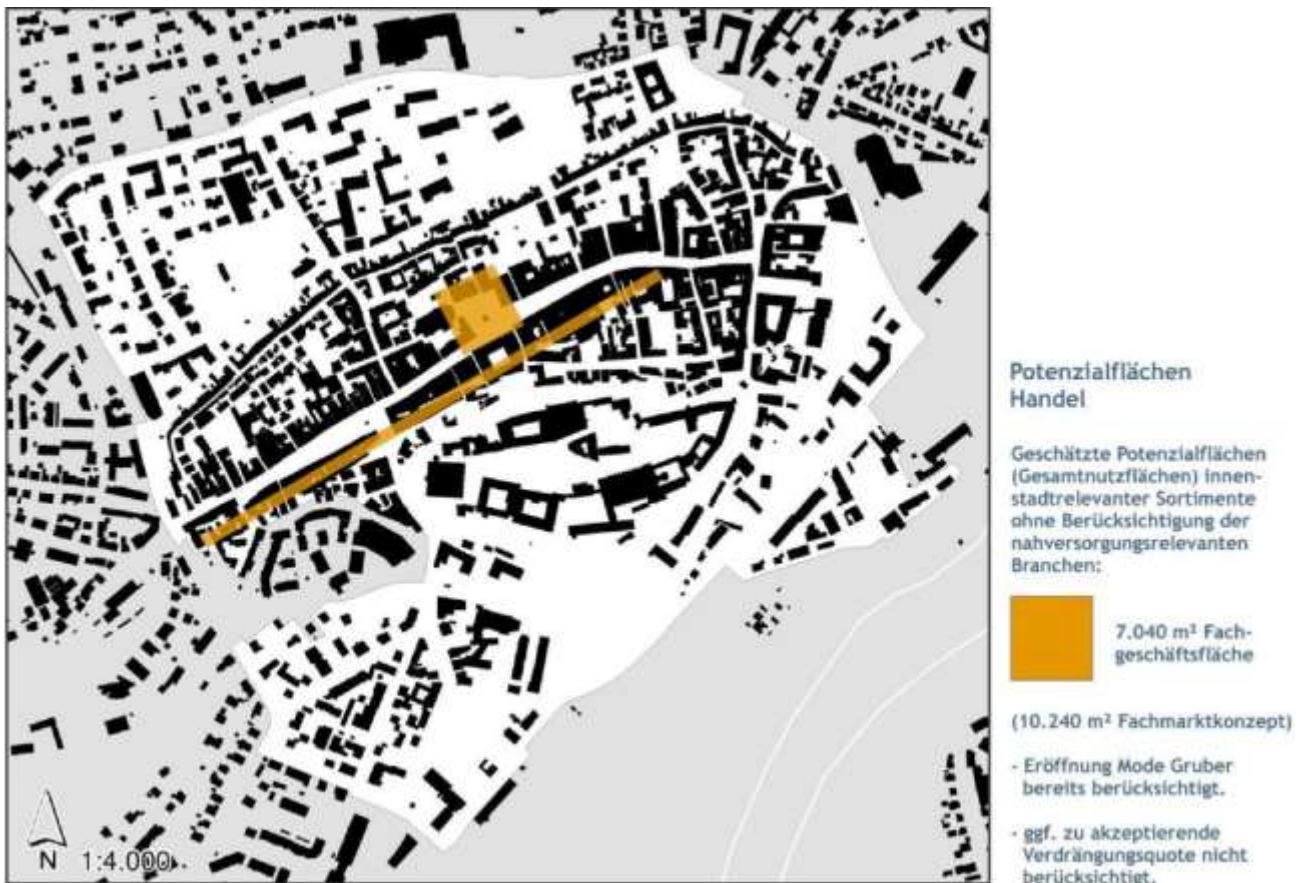 Potenzialflächen
Handel
Geschätzte Potenzialflächen
(Gesamtnutzflächen) innen-
stadtrelevanter Sortimente
ohne Berücksichtigung der
nahversorgungsrelevanten
Branchen:
7.040 m² Fach-
geschäftsfläche
(10.240 m² Fachmarktkonzept)
- Eröffnung Mode Gruber
bereits berücksichtigt.
- ggf. zu akzeptierende
Verdrängungsquote nicht
berücksichtigt.
N 1:4.000